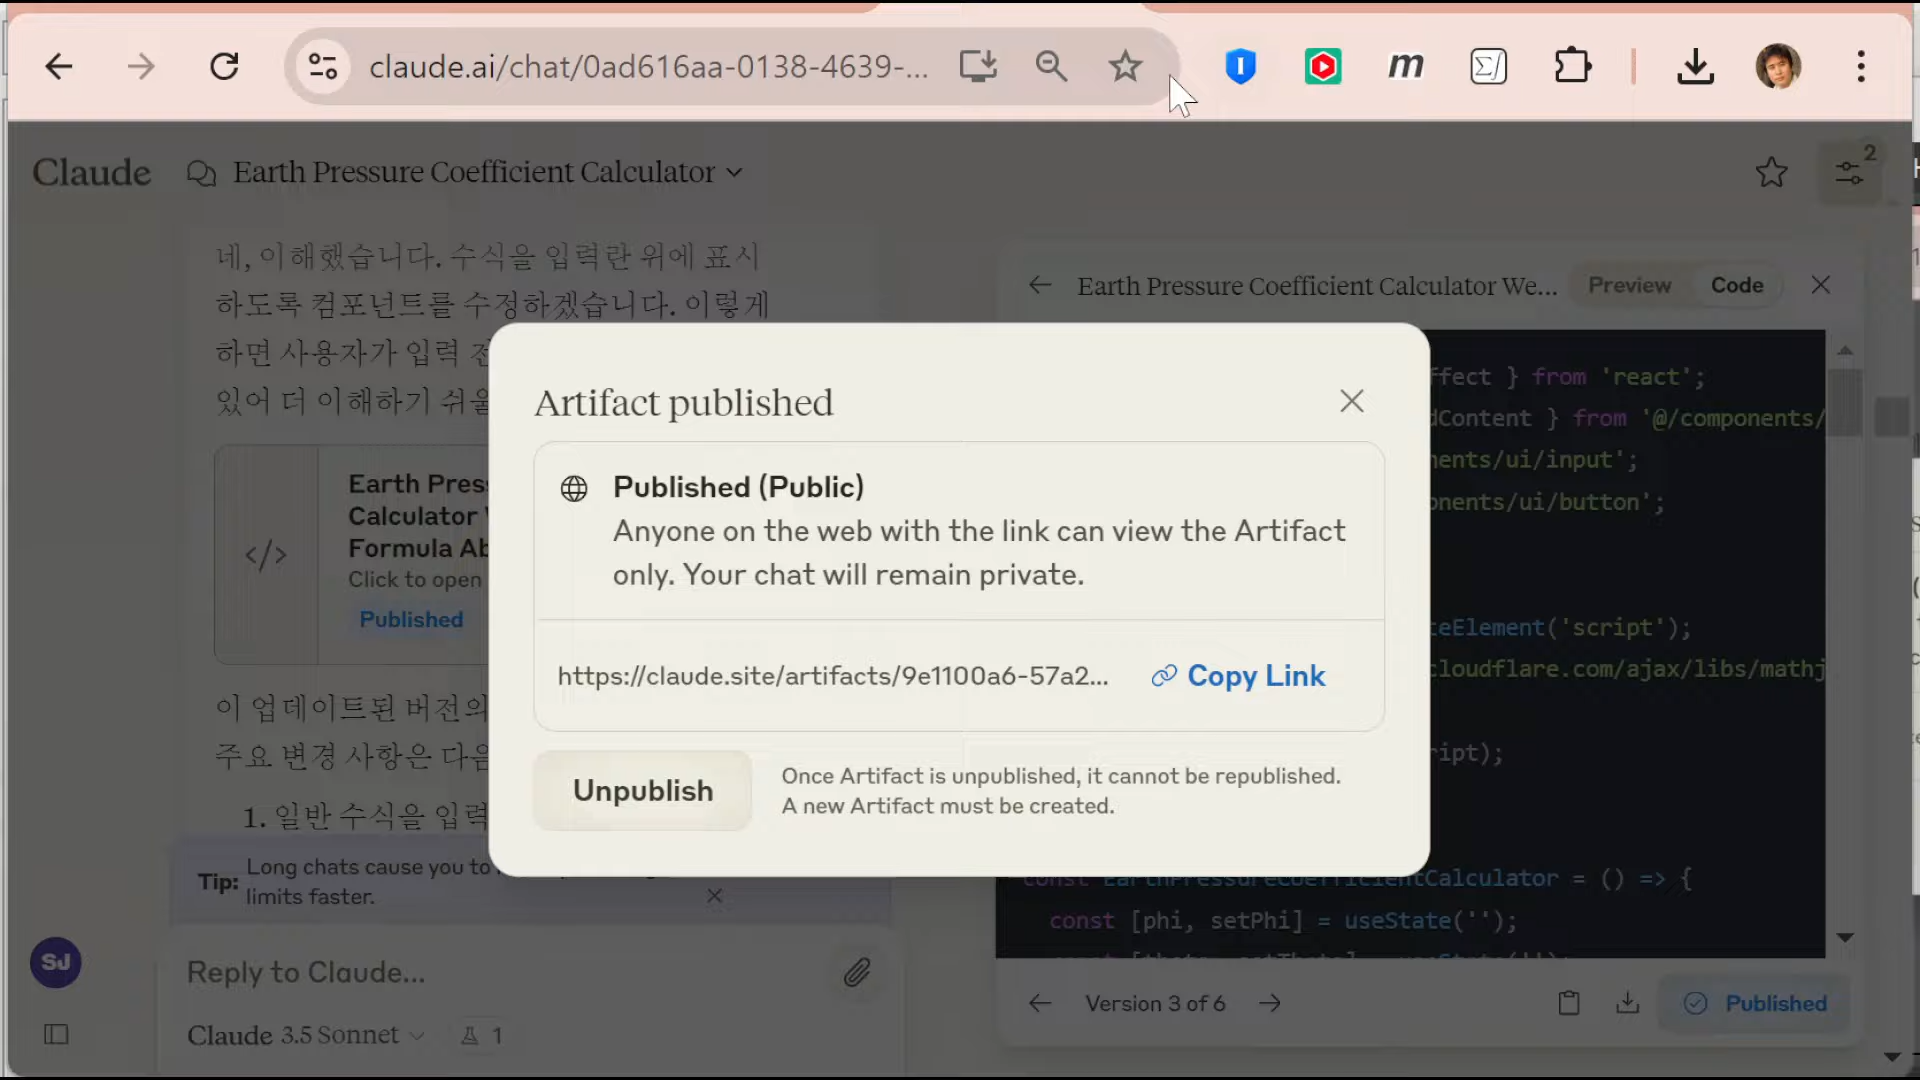 claude.ai/chat/0ad616aa-0138-4639-...
Claude
Earth Pressure Coefficient Calculator
2
네, 이해했습니다. 수식을 입력란 위에 표시
하도록 컴포넌트를 수정하겠습니다. 이렇게
하면 사용자가 입력 전
있어 더 이해하기 쉬울
Earth Pres
Calculator
Formula Ab
Click to open
Published
이 업데이트된 버전의
주요 변경 사항은 다음
1. 일반 수식을 입력
Tip:
Long chats cause you to
limits faster.
SJ
Reply to Claude...
Claude 3.5 Sonnet
1
Earth Pressure Coefficient Calculator We...
Preview
Code
ffect } from 'react';
dContent } from '@/components/
nents/ui/input';
onents/ui/button';
teElement('script');
cloudflare.com/ajax/libs/mathj
ipt);
const EarthPressureCoefficientCalculator = () => {
const [phi, setPhi] = useState('');
Version 3 of 6
Published
Artifact published
Published (Public)
Anyone on the web with the link can view the Artifact
only. Your chat will remain private.
https://claude.site/artifacts/9e1100a6-57a2...
Copy Link
Unpublish
Once Artifact is unpublished, it cannot be republished.
A new Artifact must be created.